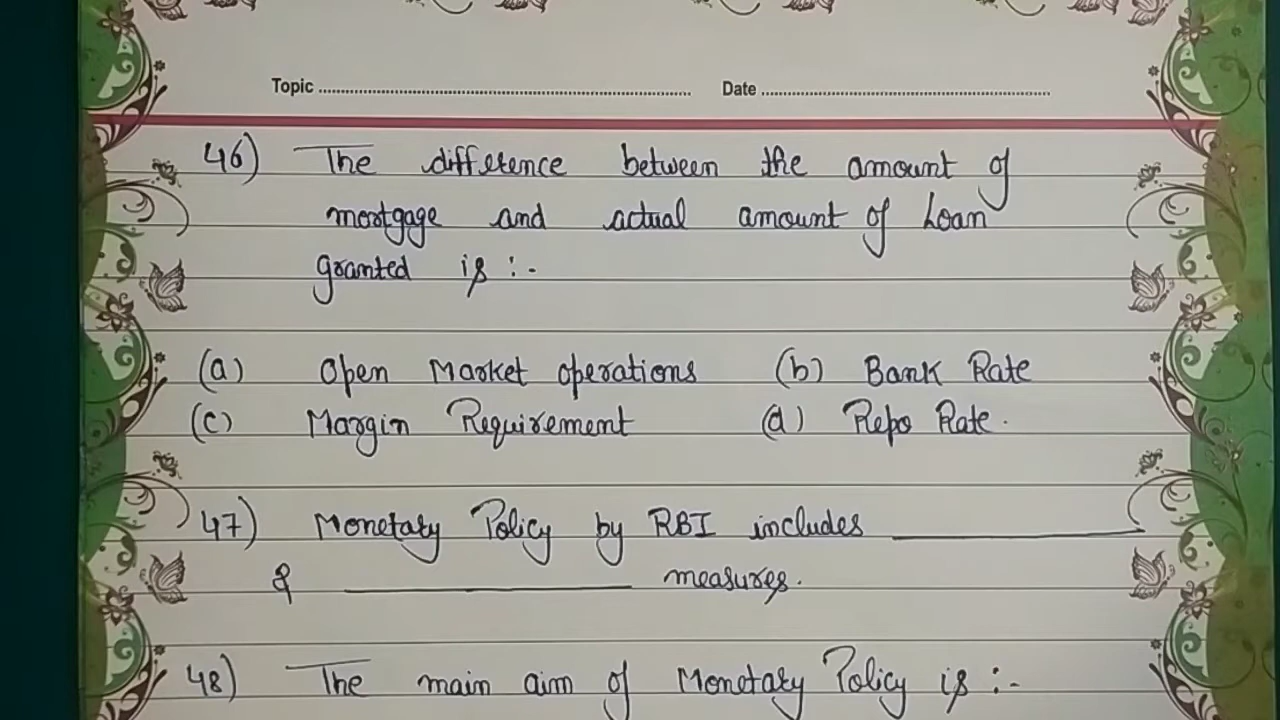 Topic ................ Date ................
46) The difference between the amount of
mortgage and actual amount of Loan
granted is :-
(a) Open Market operations (b) Bank Rate
(c) Margin Requirement (d) Repo Rate.
47) Monetary Policy by RBI includes ________
& ________ measures.
48) The main aim of Monetary Policy is :-